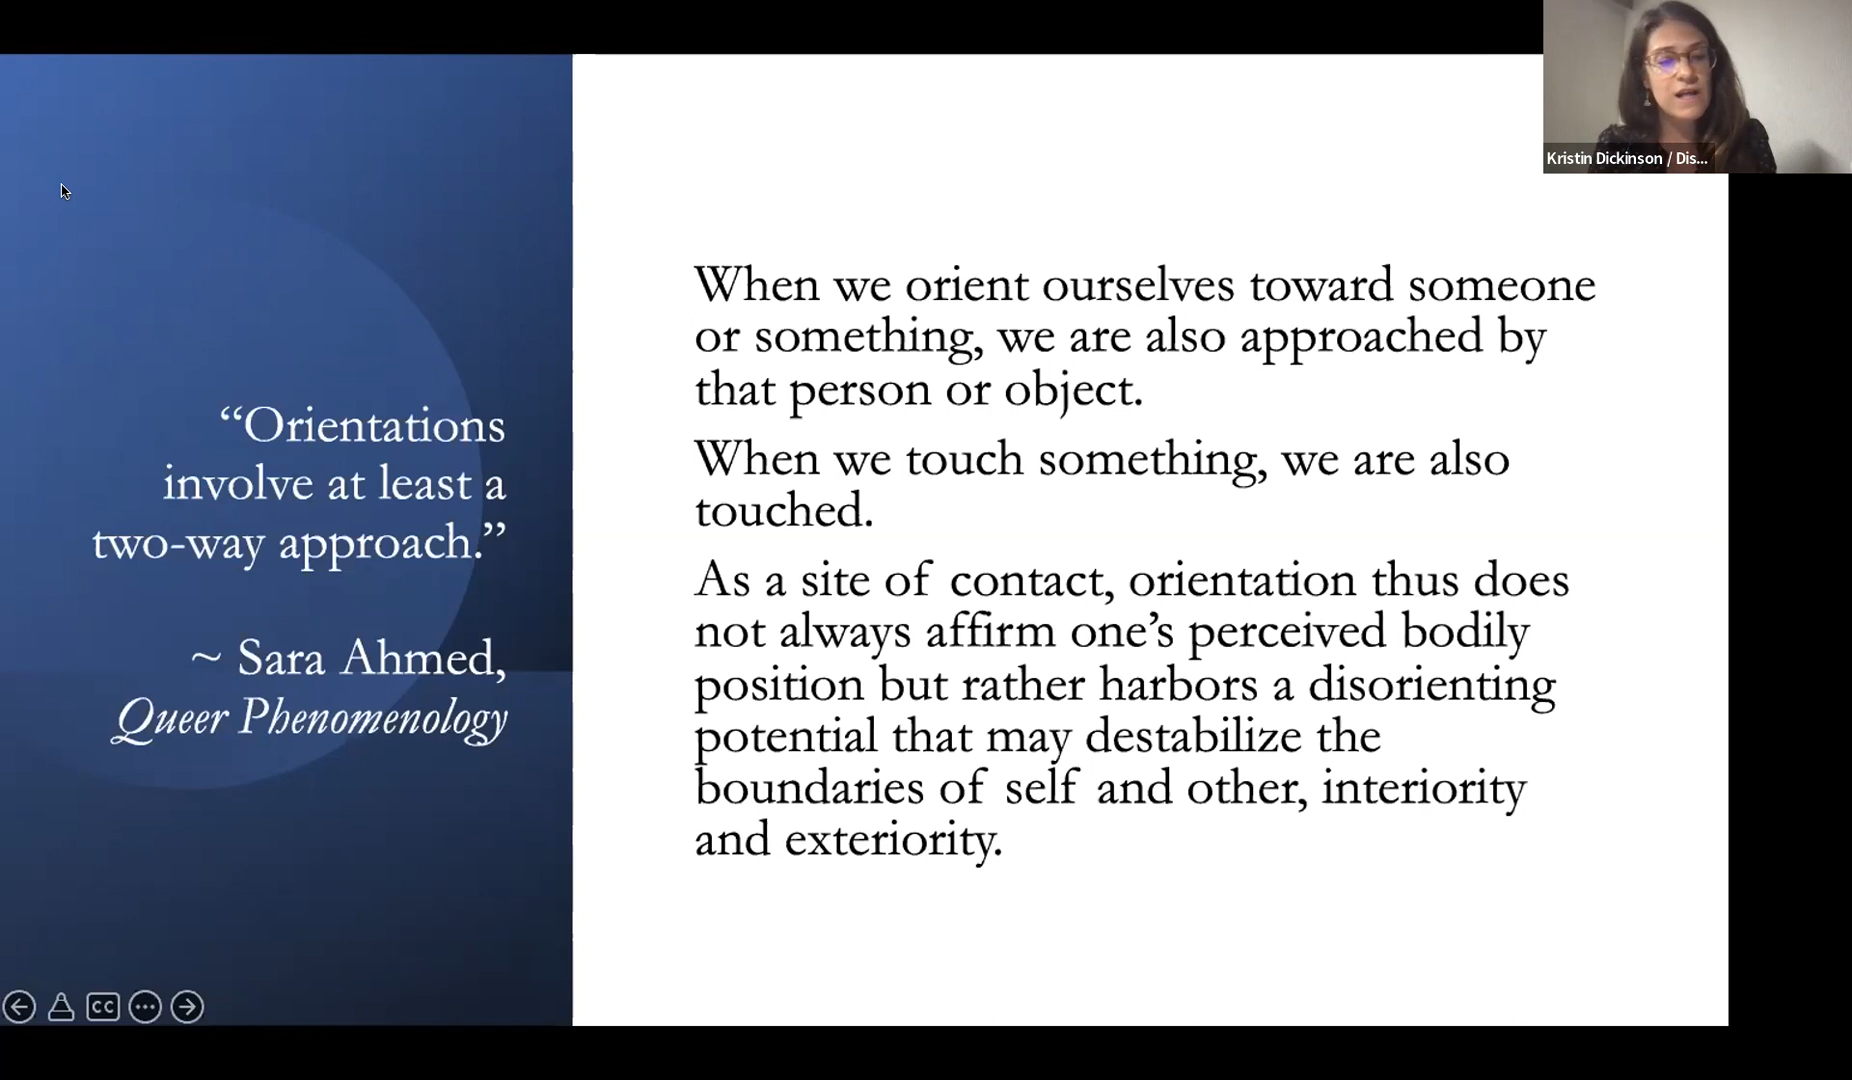 Kristin Dickinson / Dis...
“Orientations
involve at least a
two-way approach.”
~ Sara Ahmed,
Queer Phenomenology
When we orient ourselves toward someone
or something, we are also approached by
that person or object.
When we touch something, we are also
touched.
As a site of contact, orientation thus does
not always affirm one’s perceived bodily
position but rather harbors a disorienting
potential that may destabilize the
boundaries of self and other, interiority
and exteriority.
CC